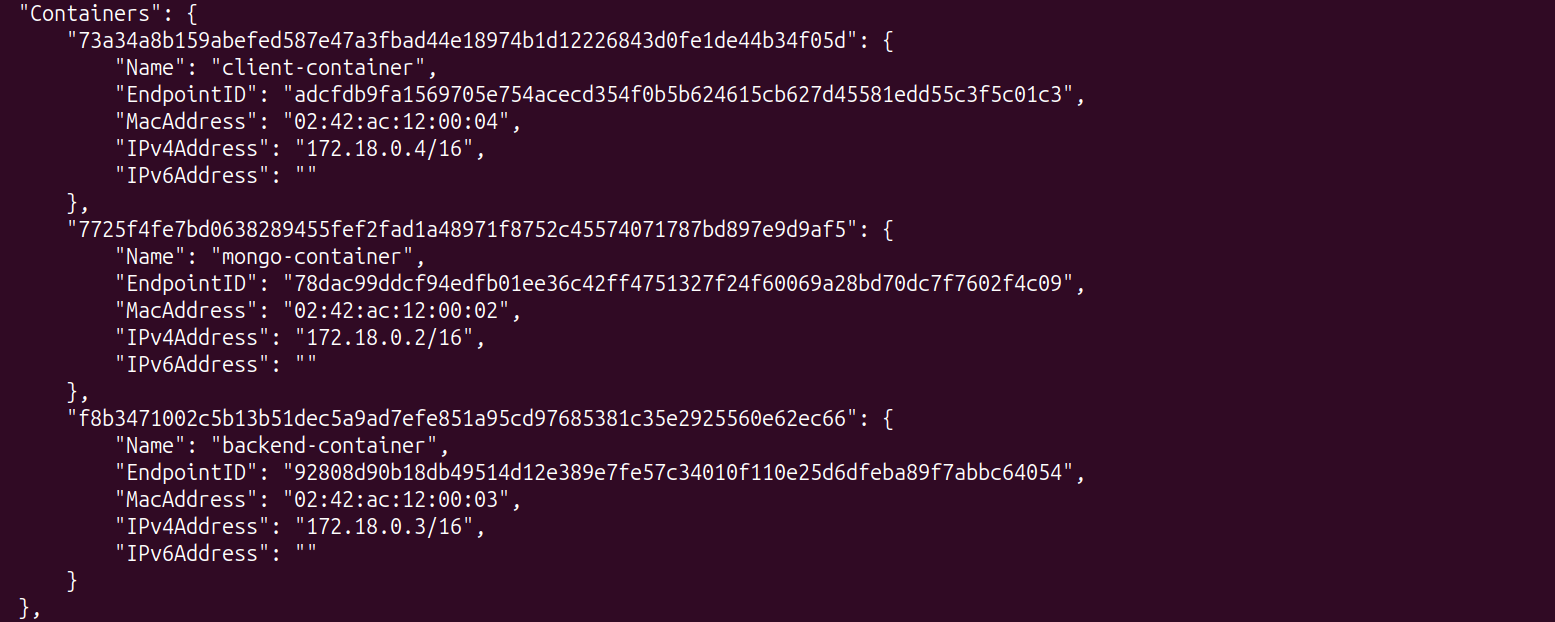 "Containers": {
"73a34a8b159abefed587e47a3fbad44e18974b1d12226843d0fe1de44b34f05d": {
"Name": "client-container",
"EndpointID": "adcfdb9fa1569705e754acecd354f0b5b624615cb627d45581edd55c3f5c01c3",
"MacAddress": "02:42:ac:12:00:04",
"IPv4Address": "172.18.0.4/16",
"IPv6Address": ""
},
"7725f4fe7bd0638289455fef2fad1a48971f8752c45574071787bd897e9d9af5": {
"Name": "mongo-container",
"EndpointID": "78dac99ddcf94edfb01ee36c42ff4751327f24f60069a28bd70dc7f7602f4c09",
"MacAddress": "02:42:ac:12:00:02",
"IPv4Address": "172.18.0.2/16",
"IPv6Address": ""
},
"f8b3471002c5b13b51dec5a9ad7efe851a95cd97685381c35e2925560e62ec66": {
"Name": "backend-container",
"EndpointID": "92808d90b18db49514d12e389e7fe57c34010f110e25d6dfeba89f7abbc64054",
"MacAddress": "02:42:ac:12:00:03",
"IPv4Address": "172.18.0.3/16",
"IPv6Address": ""
}
},